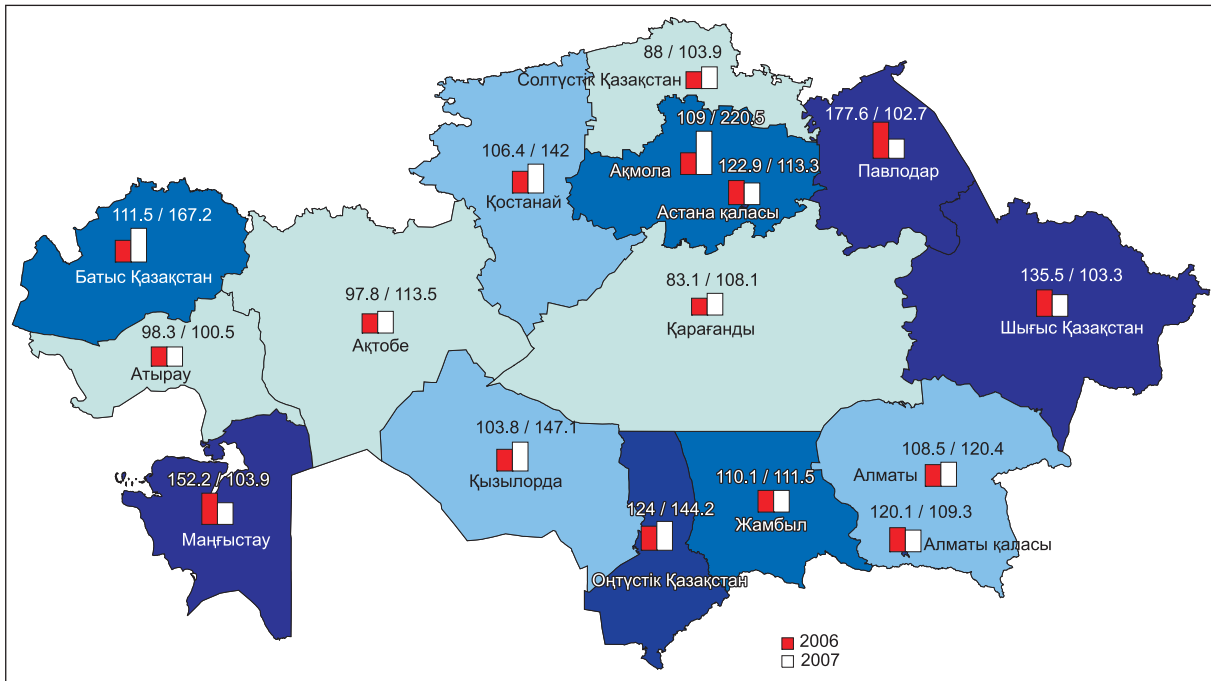 88 / 103.9
Солтүстік Қазақстан
109 / 220.5
Ақмола
122.9 / 113.3
Астана қаласы
177.6 / 102.7
Павлодар
106.4 / 142
Қостанай
111.5 / 167.2
Батыс Қазақстан
135.5 / 103.3
Шығыс Қазақстан
97.8 / 113.5
Ақтобе
83.1 / 108.1
Қарағанды
98.3 / 100.5
Атырау
103.8 / 147.1
Қызылорда
108.5 / 120.4
Алматы
152.2 / 103.9
Маңғыстау
124 / 144.2
Оңтүстік Қазақстан
110.1 / 111.5
Жамбыл
120.1 / 109.3
Алматы қаласы
2006
2007